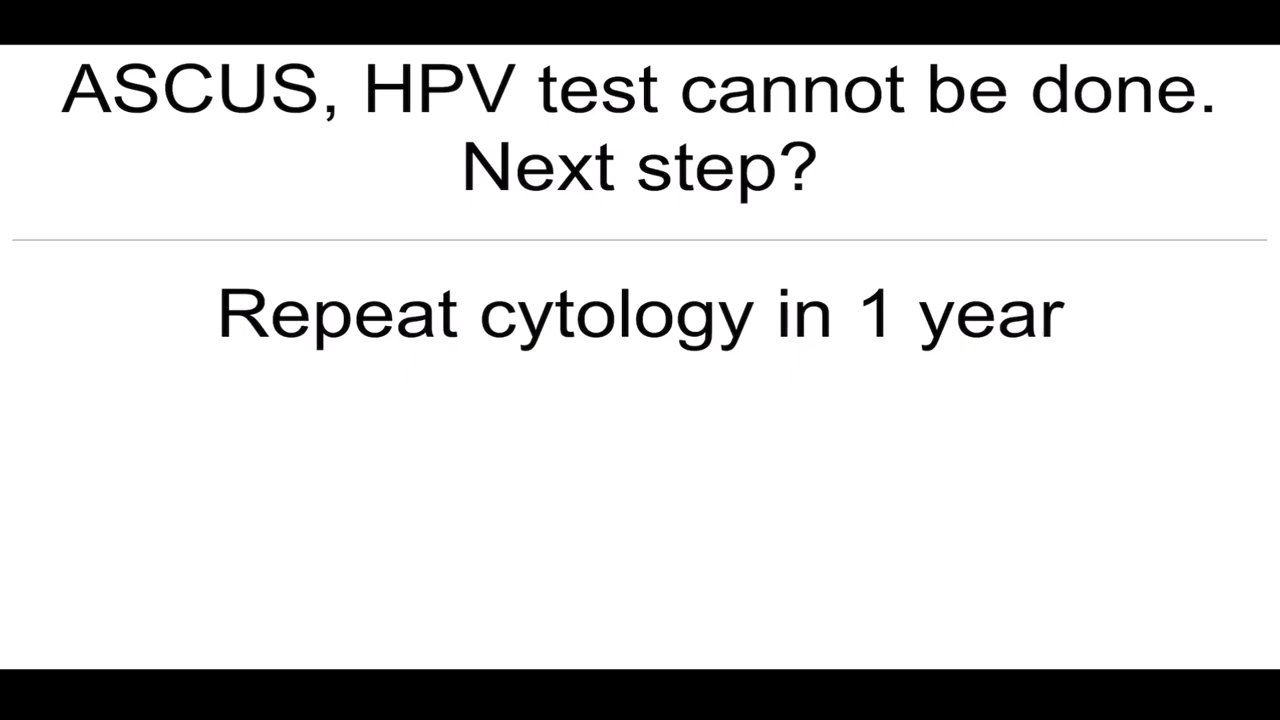 ASCUS, HPV test cannot be done.
Next step?
Repeat cytology in 1 year